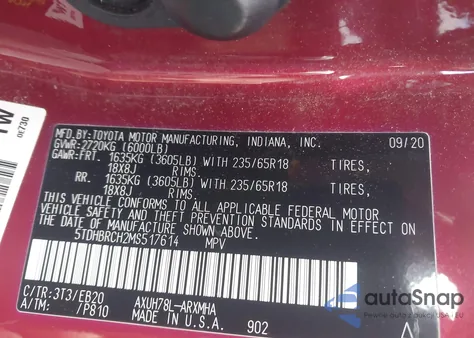 MFD.BY:TOYOTA MOTOR MANUFACTURING, INDIANA, INC. 09/20
GVWR:2720KG (6000LB)
GAWR:FRT. 1635KG (3605LB) WITH 235/65R18 TIRES,
18X8J RIMS.
RR. 1635KG (3605LB) WITH 235/65R18 TIRES,
18X8J RIMS.
THIS VEHICLE CONFORMS TO ALL APPLICABLE FEDERAL MOTOR
VEHICLE SAFETY AND THEFT PREVENTION STANDARDS IN EFFECT
ON THE DATE OF MANUFACTURE SHOWN ABOVE.
5TDHBRCH2MS517614 MPV
C/TR:3T3/EB20 AXUH78L-ARXMHA
A/TM: /P810 MADE IN U.S.A. 902
autoSnap